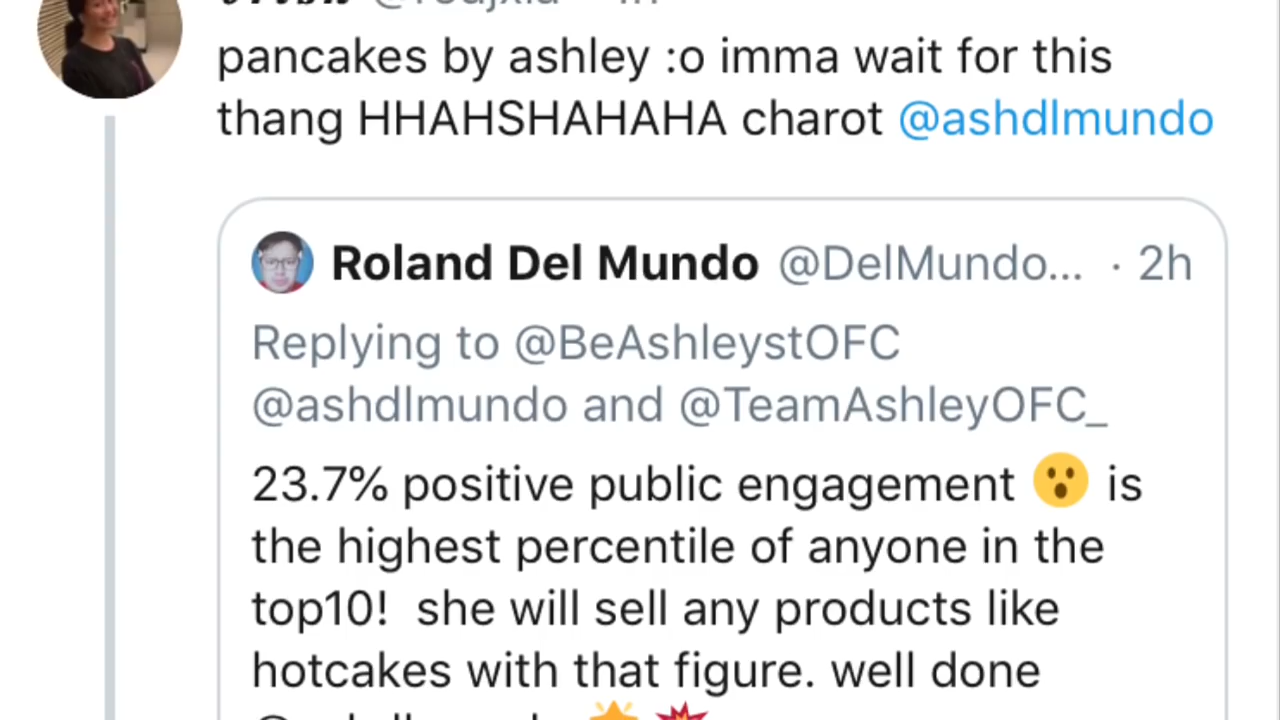 pancakes by ashley :o imma wait for this
thang HHAHSHAHAHA charot @ashdlmundo
Roland Del Mundo @DelMundo... · 2h
Replying to @BeAshleystOFC
@ashdlmundo and @TeamAshleyOFC_
23.7% positive public engagement 😮 is
the highest percentile of anyone in the
top10!  she will sell any products like
hotcakes with that figure. well done